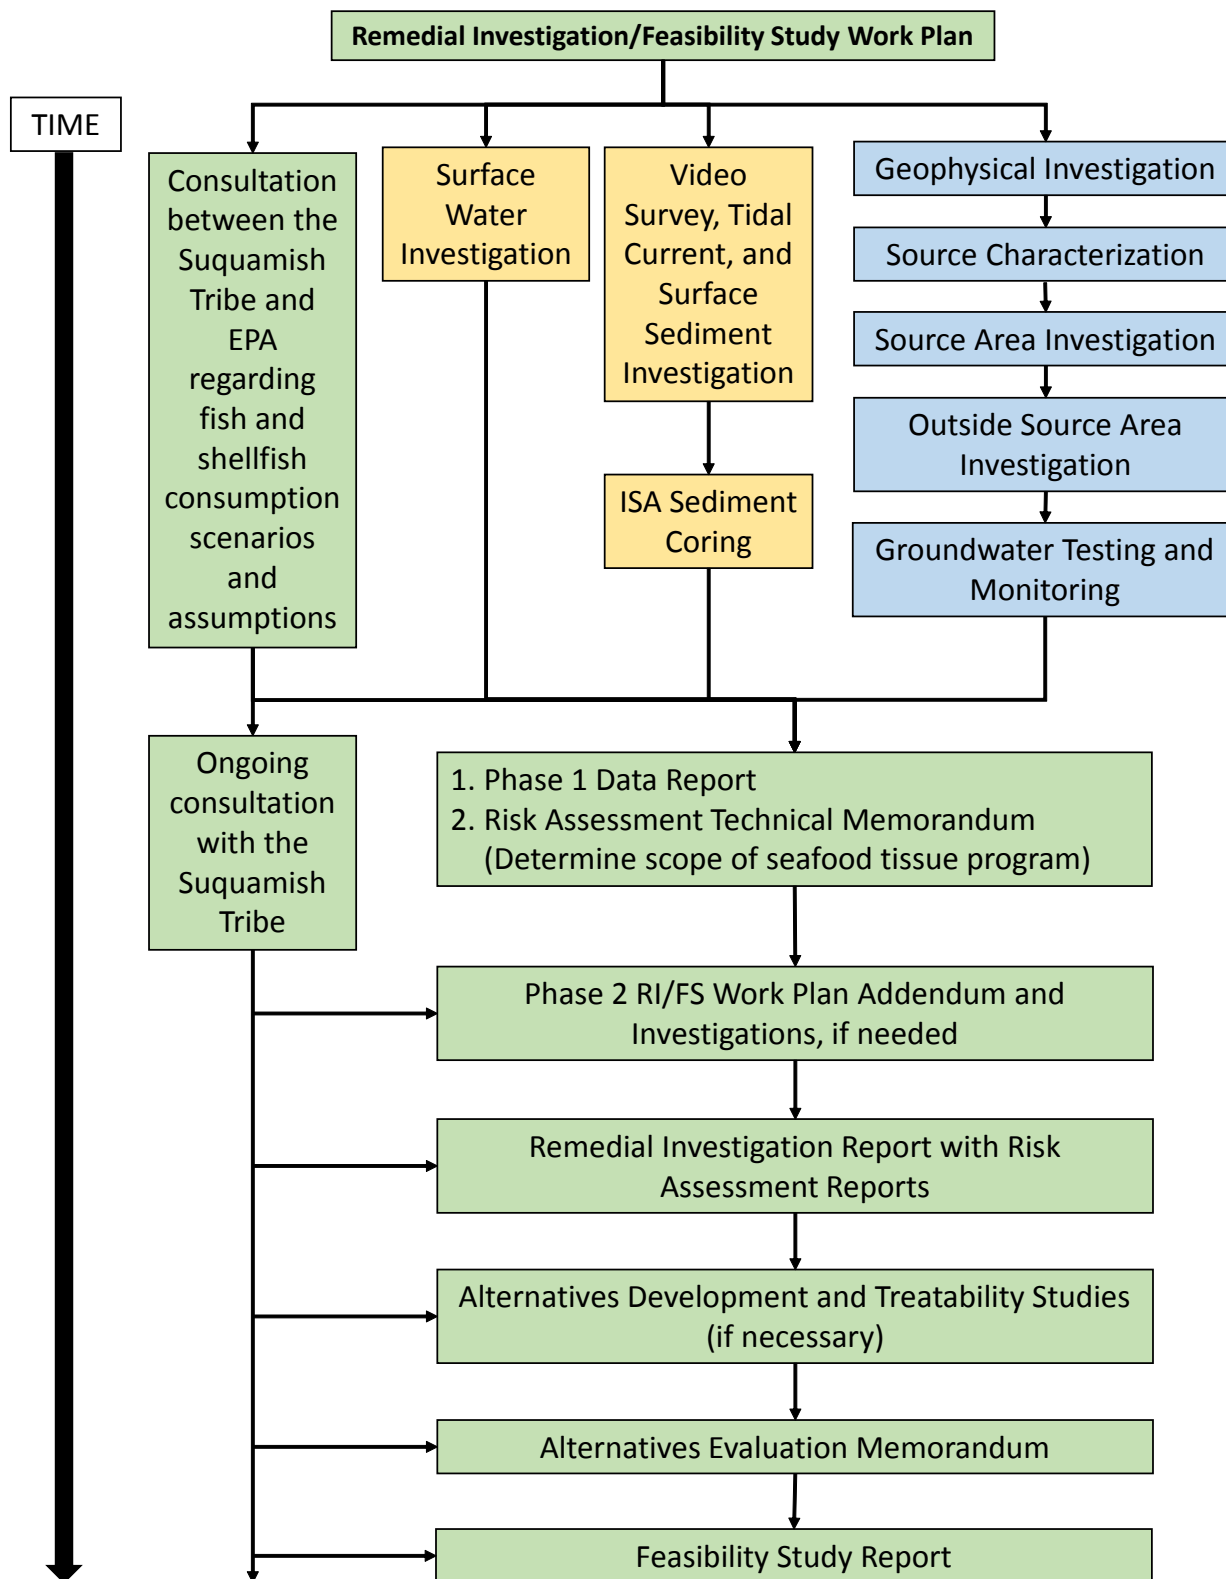 Remedial Investigation/Feasibility Study Work Plan
TIME
Consultation
between the
Suquamish
Tribe and
EPA
regarding
fish and
shellfish
consumption
scenarios
and
assumptions
Surface
Water
Investigation
Video
Survey, Tidal
Current, and
Surface
Sediment
Investigation
ISA Sediment
Coring
Geophysical Investigation
Source Characterization
Source Area Investigation
Outside Source Area
Investigation
Groundwater Testing and
Monitoring
Ongoing
consultation
with the
Suquamish
Tribe
1. Phase 1 Data Report
2. Risk Assessment Technical Memorandum
(Determine scope of seafood tissue program)
Phase 2 RI/FS Work Plan Addendum and
Investigations, if needed
Remedial Investigation Report with Risk
Assessment Reports
Alternatives Development and Treatability Studies
(if necessary)
Alternatives Evaluation Memorandum
Feasibility Study Report